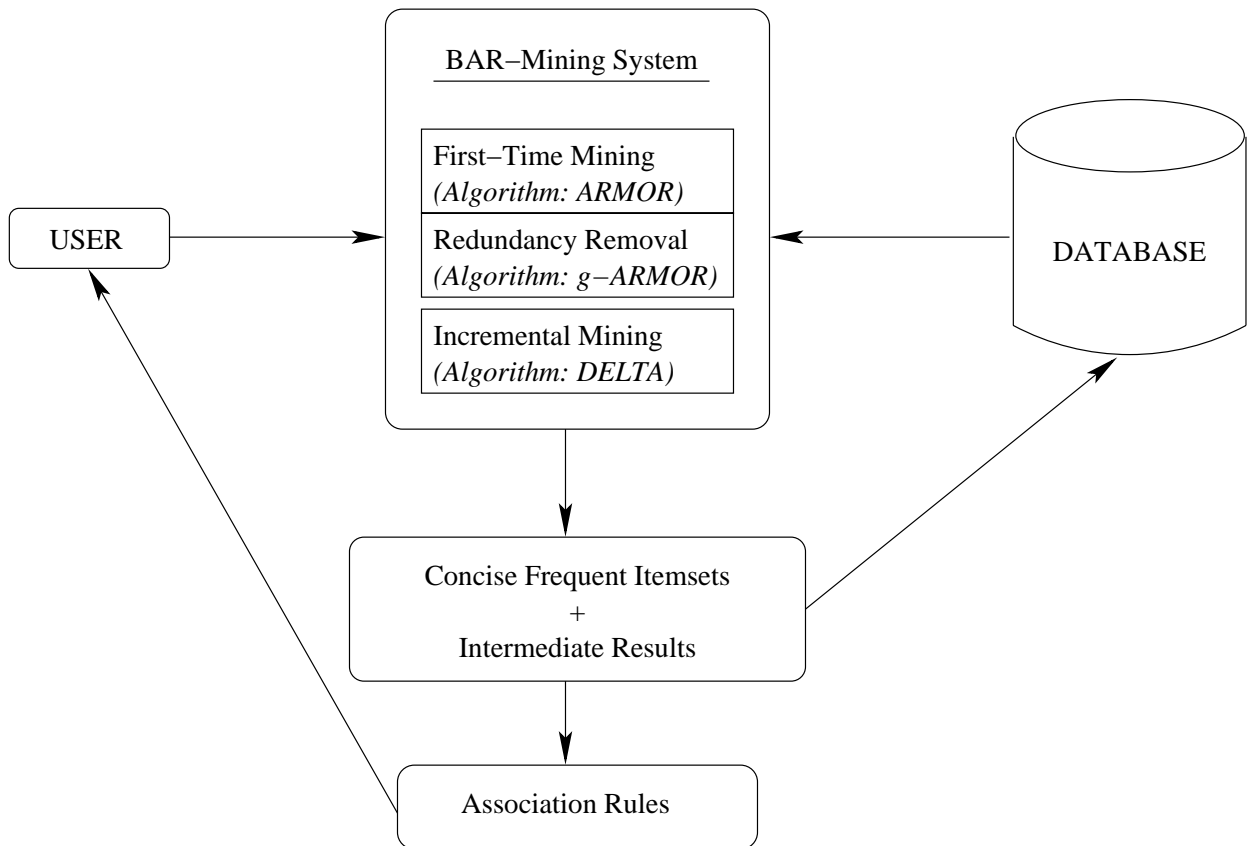 BAR–Mining System
First–Time Mining
(Algorithm: ARMOR)
Redundancy Removal
(Algorithm: g–ARMOR)
Incremental Mining
(Algorithm: DELTA)
USER
DATABASE
Concise Frequent Itemsets
+
Intermediate Results
Association Rules